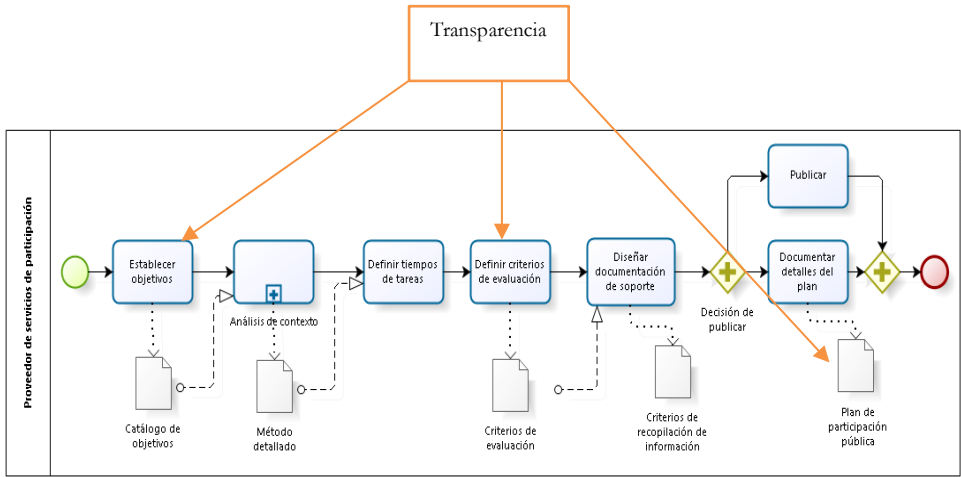 Transparencia
Proveedor de servicios de participación
Establecer
objetivos
Análisis de contexto
Definir tiempos
de tareas
Definir criterios
de evaluación
Diseñar
documentación
de soporte
Decisión de
publicar
Publicar
Documentar
detalles del
plan
Catálogo de
objetivos
Método
detallado
Criterios de
evaluación
Criterios de
recopilación de
información
Plan de
participación
pública